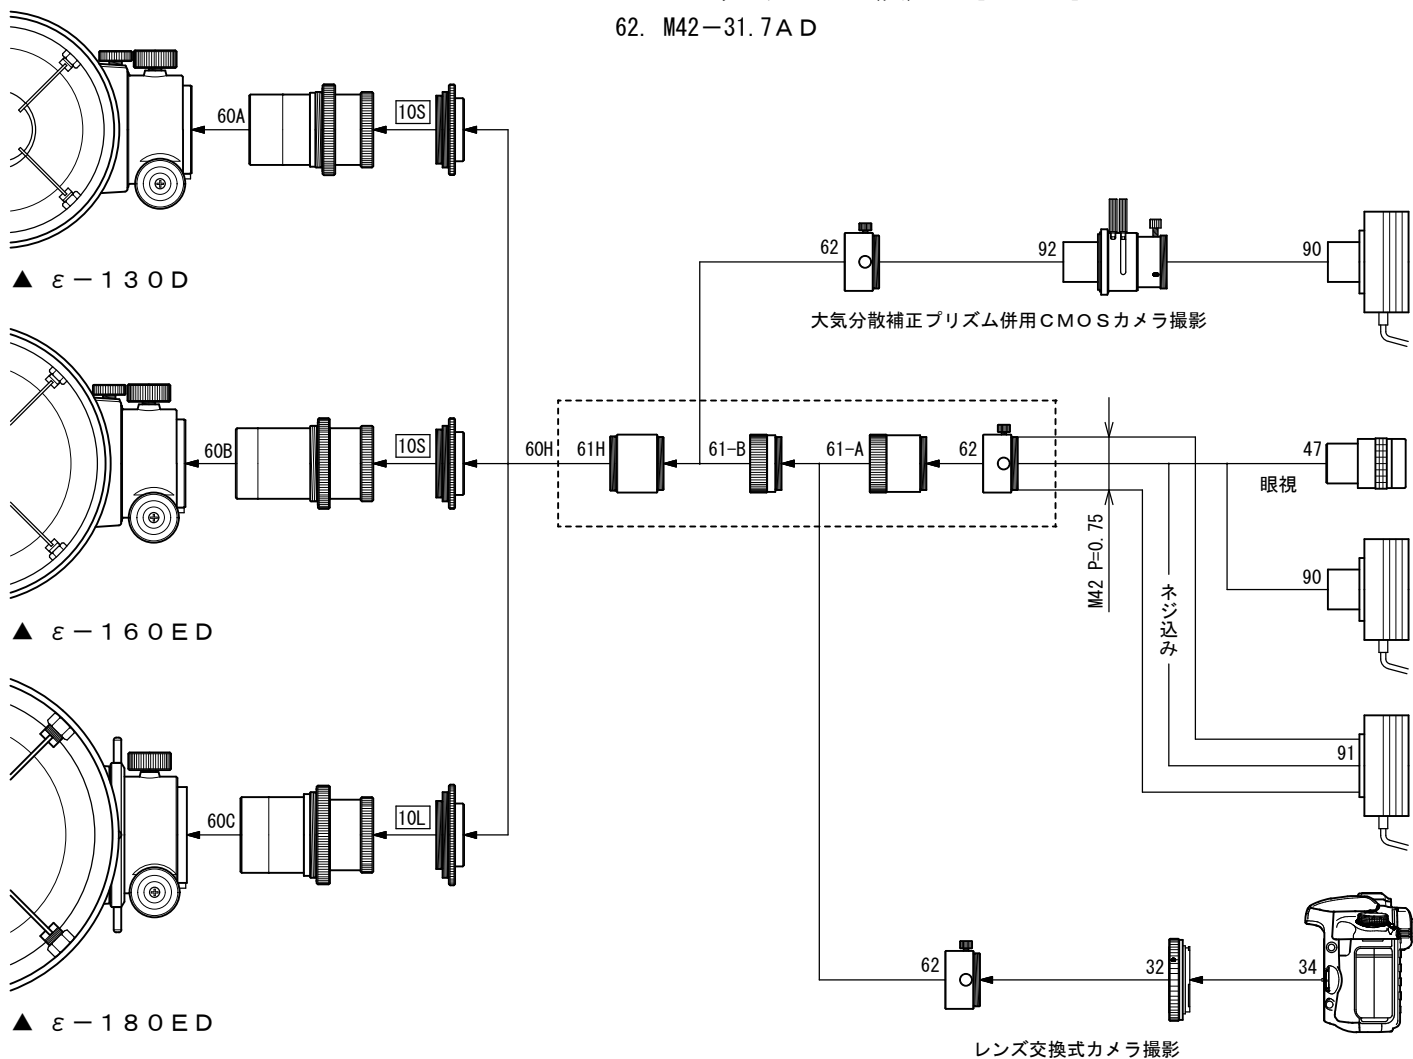 62. M42－31.7ＡＤ
60A
10S
▲ ε－１３０Ｄ
62
92
90
大気分散補正プリズム併用ＣＭＯＳカメラ撮影
60B
10S
60H
61H
61-B
61-A
62
47
眼視
M42 P=0.75
ネジ込み
90
▲ ε－１６０ＥＤ
91
60C
10L
62
32
34
▲ ε－１８０ＥＤ
レンズ交換式カメラ撮影